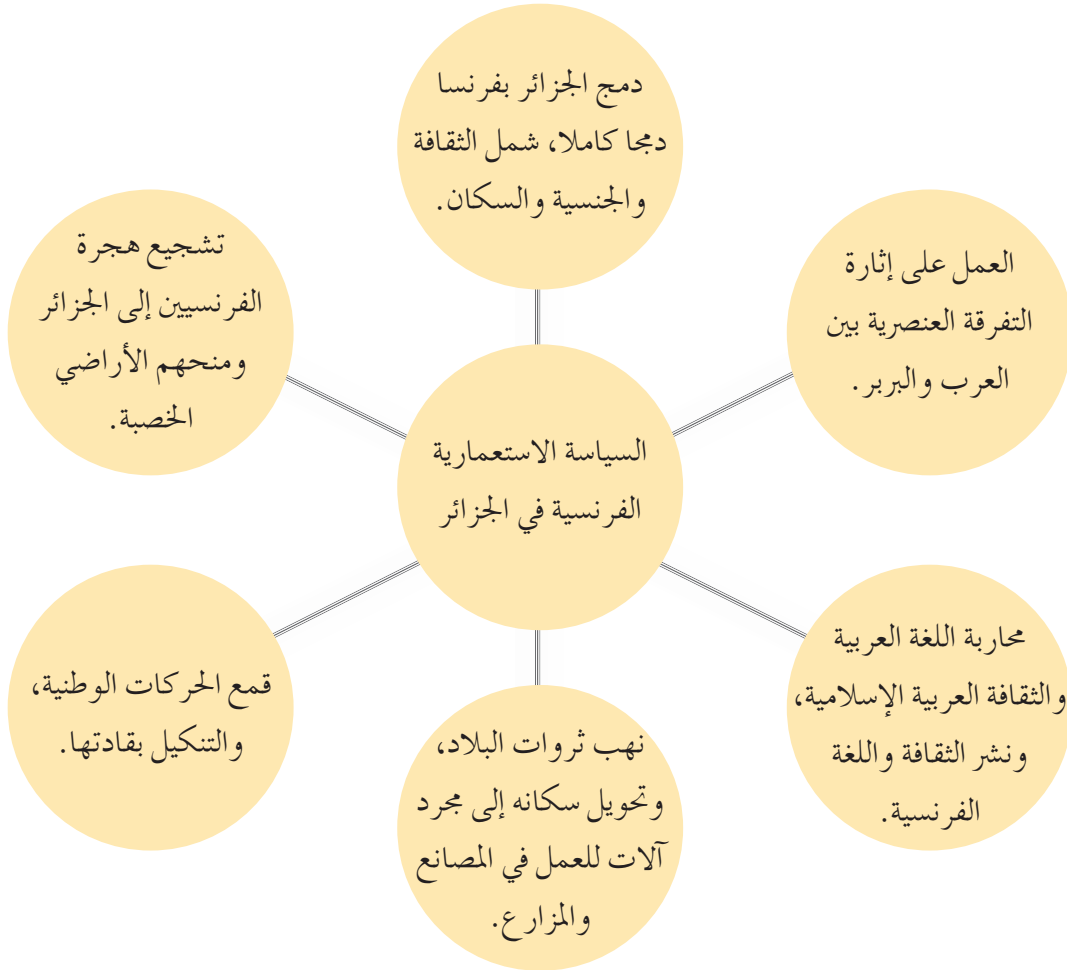 دمج الجزائر بفرنسا
دمجا كاملا، شمل الثقافة
والجنسية والسكان.
العمل على إثارة
التفرقة العنصرية بين
العرب والبربر.
تشجيع هجرة
الفرنسيين إلى الجزائر
ومنحهم الأراضي
الخصبة.
السياسة الاستعمارية
الفرنسية في الجزائر
محاربة اللغة العربية
والثقافة العربية الإسلامية،
ونشر الثقافة واللغة
الفرنسية.
قمع الحركات الوطنية،
والتنكيل بقادتها.
نهب ثروات البلاد،
وتحويل سكانه إلى مجرد
آلات للعمل في المصانع
والمزارع.